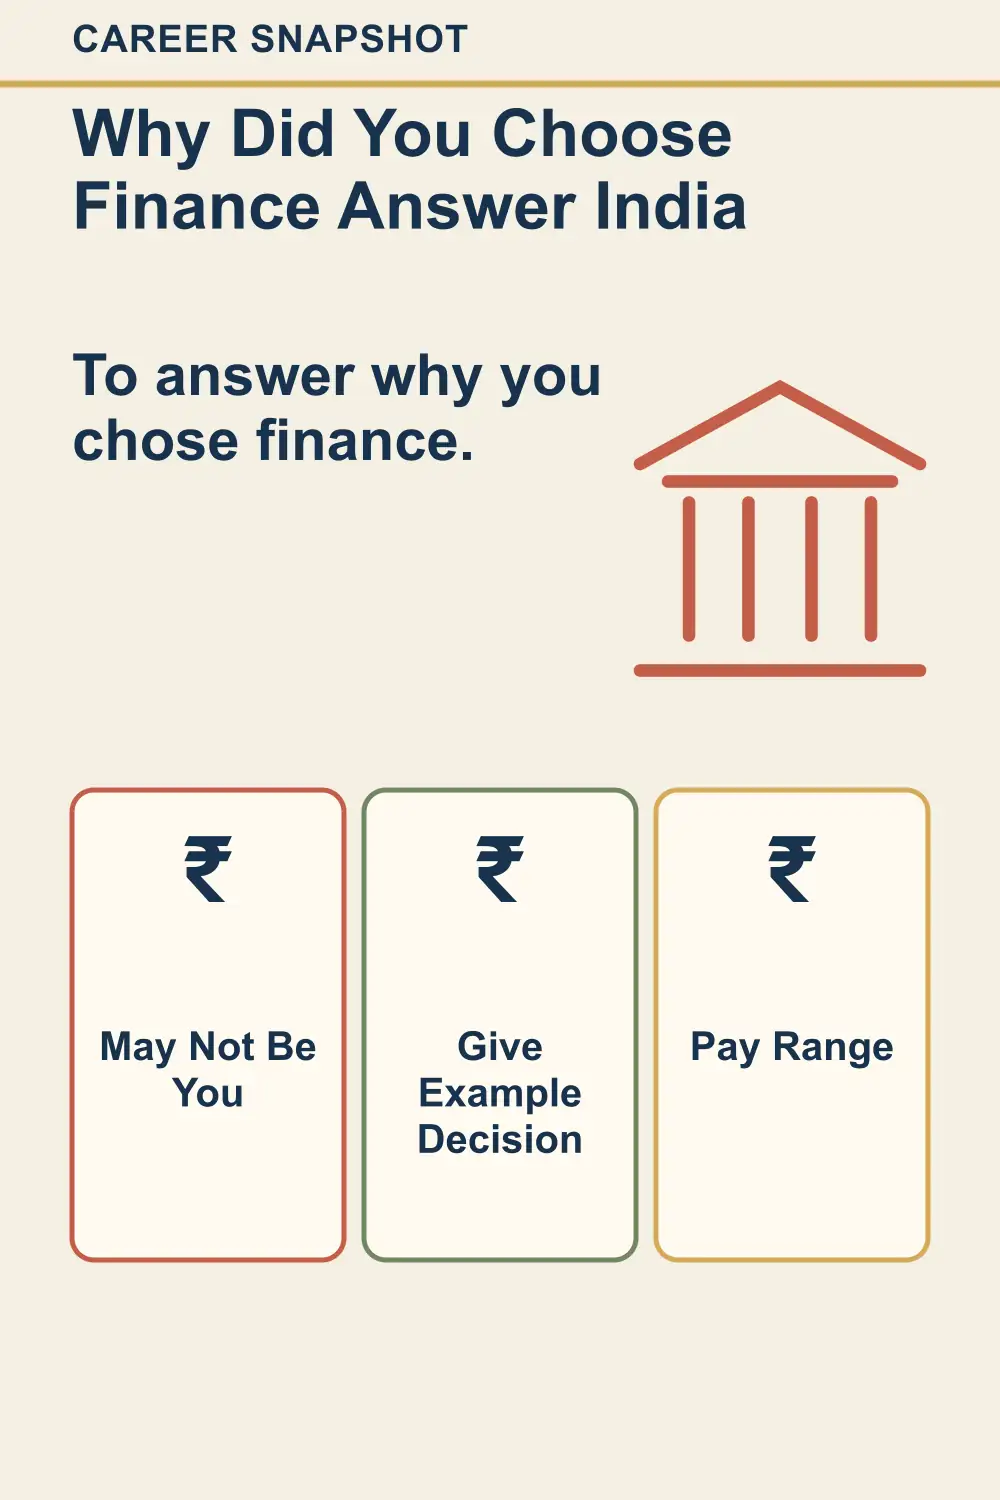 CAREER SNAPSHOT
Why Did You Choose
Finance Answer India
To answer why you
chose finance.
₹
May Not Be
You
₹
Give
Example
Decision
₹
Pay Range